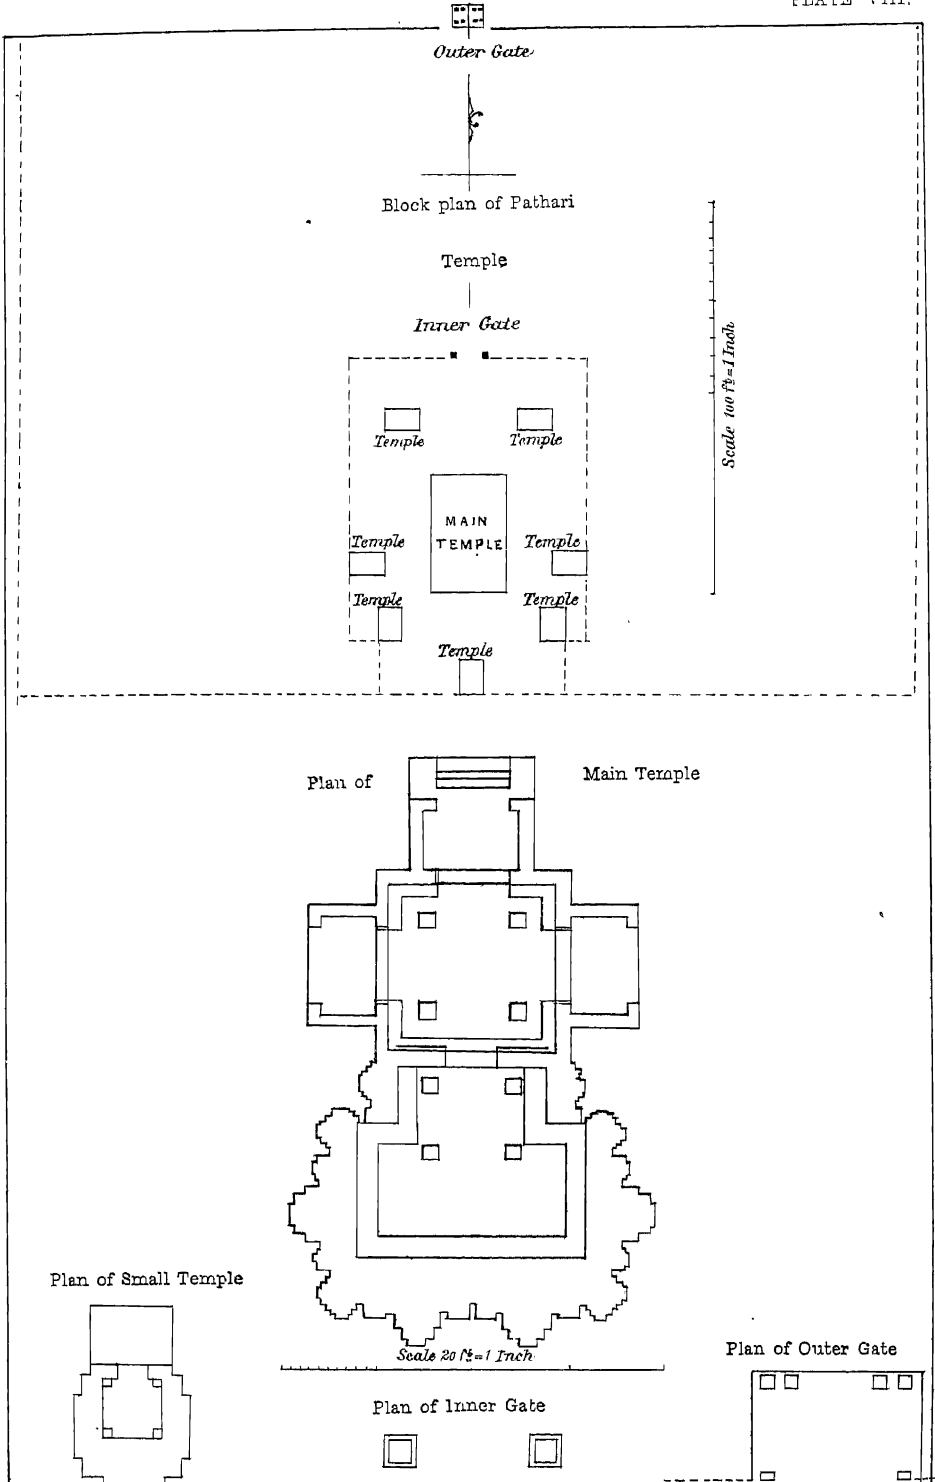 PLATE VIII.
Outer Gate
Block plan of Pathari
Temple
Inner Gate
Scale 100 ft = 1 Inch
Temple
Temple
MAIN
TEMPLE
Temple
Temple
Temple
Temple
Temple
Plan of
Main Temple
Plan of Small Temple
Scale 20 ft = 1 Inch
Plan of Outer Gate
Plan of Inner Gate